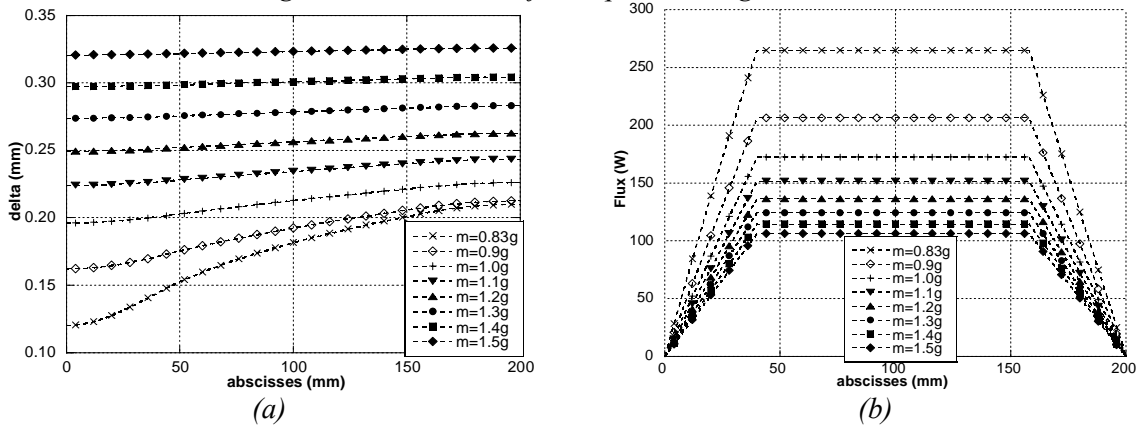 0.35
0.30
0.25
0.20
0.15
0.10
delta (mm)
0
50
100
150
200
abscisses (mm)
m=0.83g
m=0.9g
m=1.0g
m=1.1g
m=1.2g
m=1.3g
m=1.4g
m=1.5g
(a)
300
250
200
150
100
50
0
Flux (W)
0
50
100
150
200
abscisses (mm)
m=0.83g
m=0.9g
m=1.0g
m=1.1g
m=1.2g
m=1.3g
m=1.4g
m=1.5g
(b)